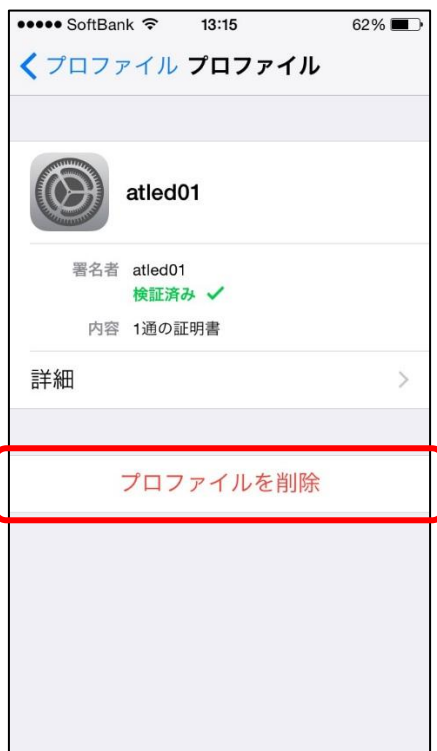 SoftBank 13:15 62%
プロファイル プロファイル
atled01
署名者 atled01
検証済み
内容 1通の証明書
詳細
プロファイルを削除